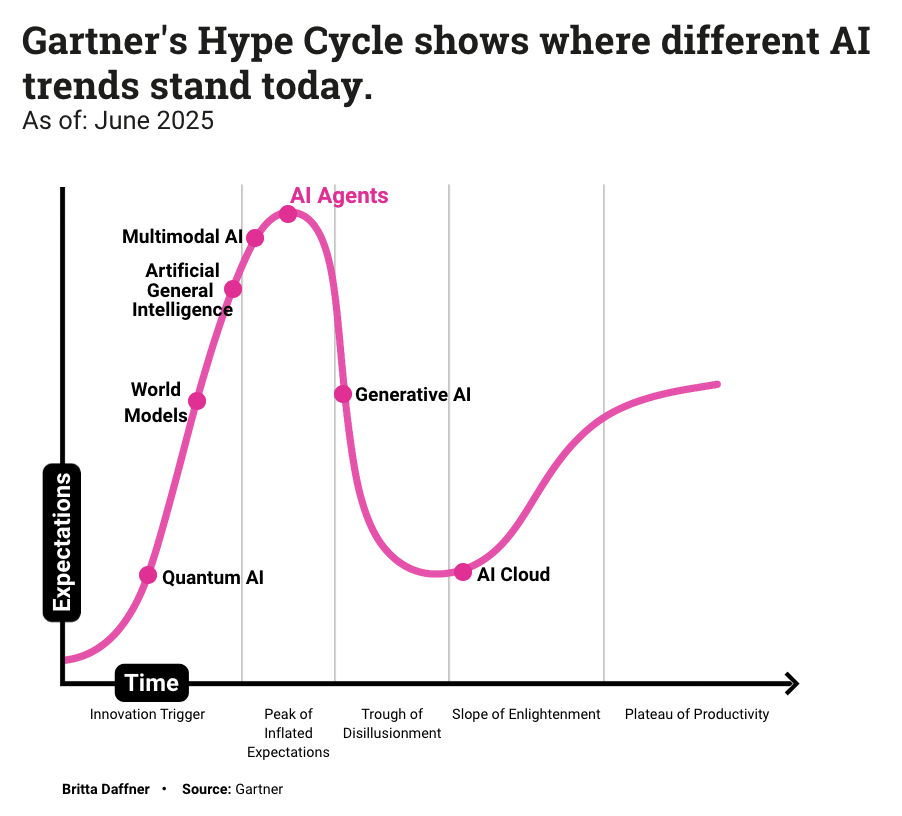 Gartner's Hype Cycle shows where different AI
trends stand today.
As of: June 2025
AI Agents
Multimodal AI
Artificial
General
Intelligence
World
Models
Generative AI
Quantum AI
AI Cloud
Expectations
Time
Innovation Trigger
Peak of
Inflated
Expectations
Trough of
Disillusionment
Slope of Enlightenment
Plateau of Productivity
Britta Daffner • Source: Gartner